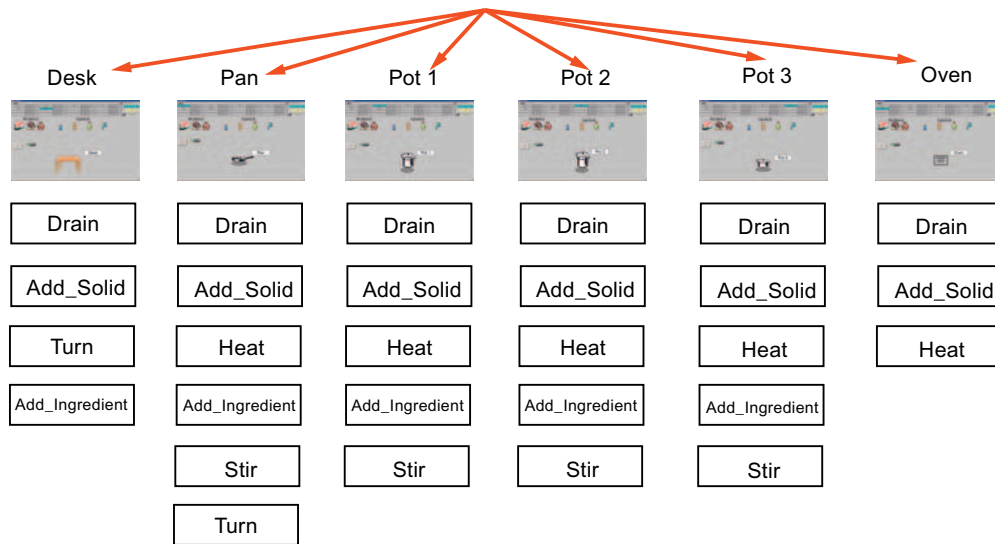 Desk Pan Pot 1 Pot 2 Pot 3 Oven
Drain Drain Drain Drain Drain Drain
Add_Solid Add_Solid Add_Solid Add_Solid Add_Solid Add_Solid
Turn Heat Heat Heat Heat Heat
Add_Ingredient Add_Ingredient Add_Ingredient Add_Ingredient Add_Ingredient
Stir Stir Stir Stir
Turn